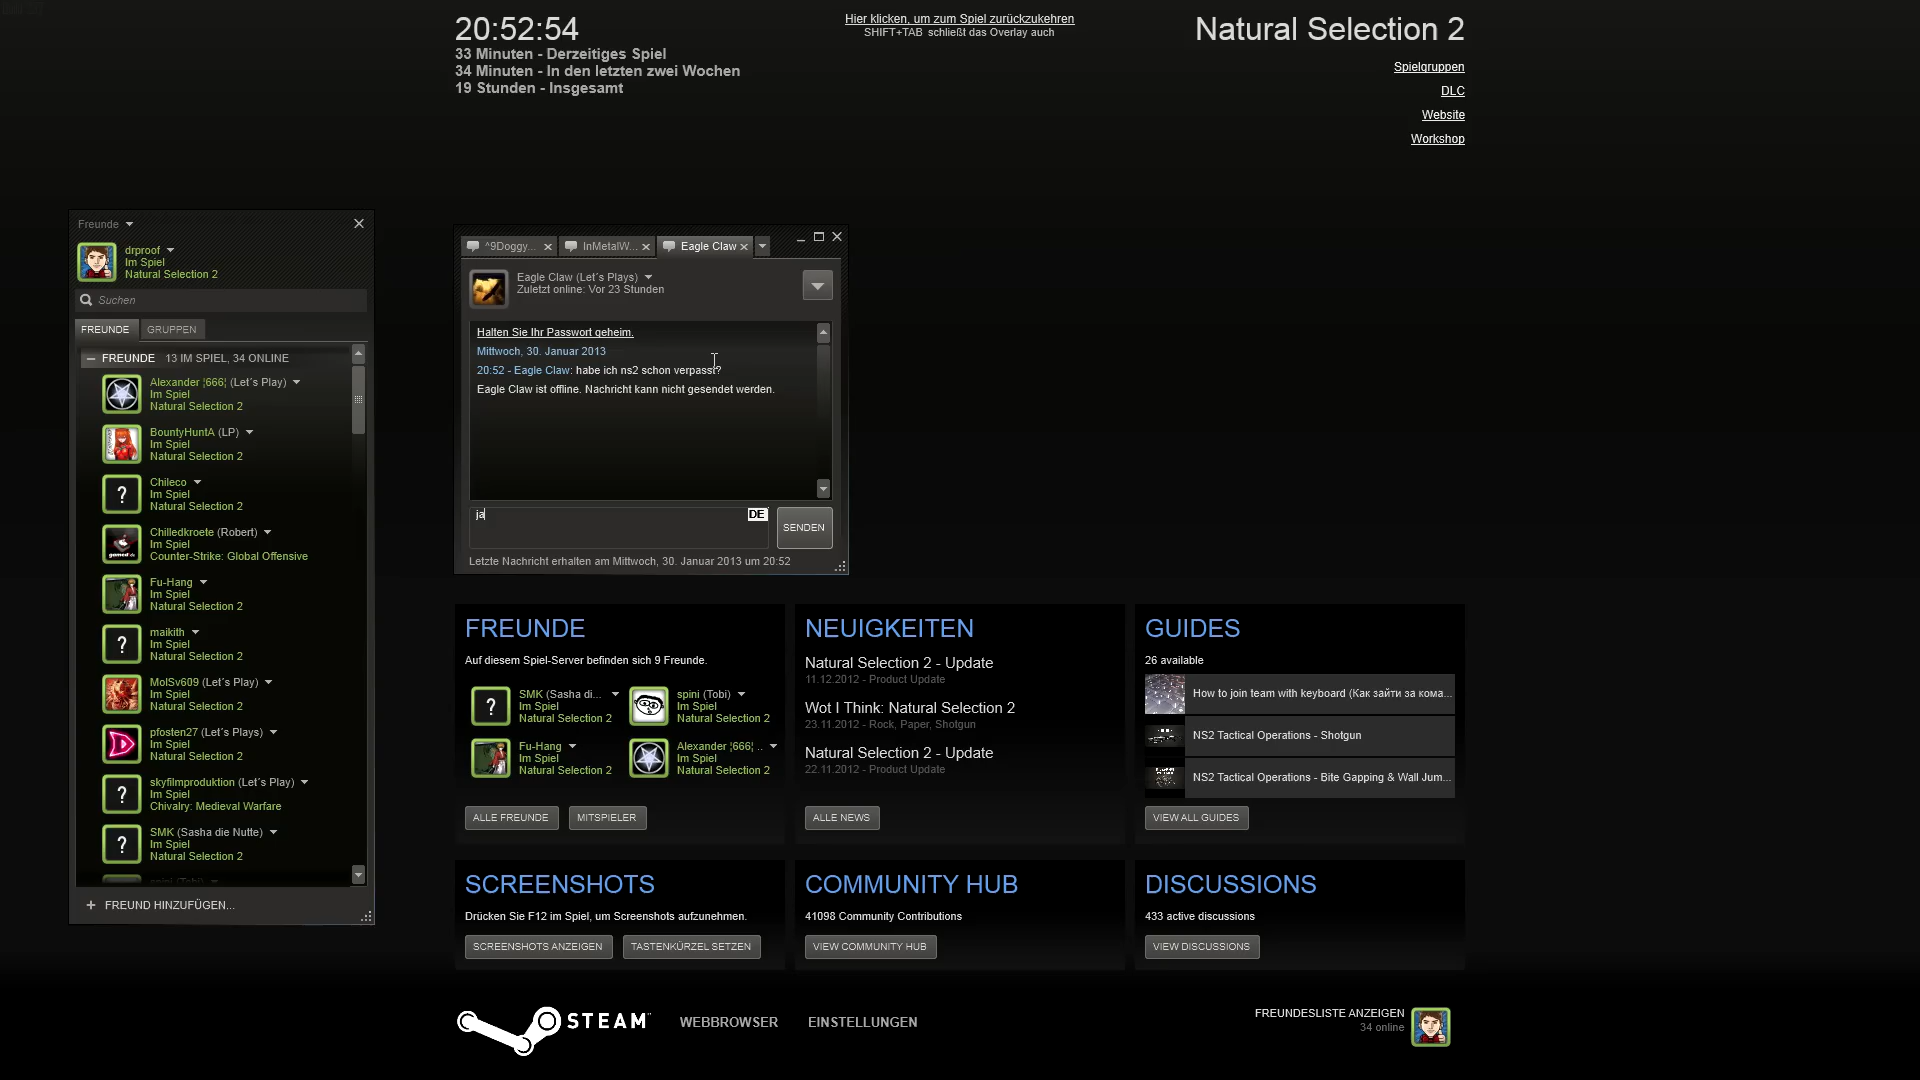 20:52:54
33 Minuten - Derzeitiges Spiel
34 Minuten - In den letzten zwei Wochen
19 Stunden - Insgesamt
Hier klicken, um zum Spiel zurückzukehren
SHIFT+TAB schließt das Overlay auch
Natural Selection 2
Spielgruppen
DLC
Website
Workshop
Freunde
drproof
Im Spiel
Natural Selection 2
Suchen
FREUNDE GRUPPEN
FREUNDE 13 IM SPIEL, 34 ONLINE
Alexander ¦666¦ (Let´s Play)
Im Spiel
Natural Selection 2
BountyHuntA (LP)
Im Spiel
Natural Selection 2
Chileco
Im Spiel
Natural Selection 2
Chilledkroete (Robert)
Im Spiel
Counter-Strike: Global Offensive
Fu-Hang
Im Spiel
Natural Selection 2
maikith
Im Spiel
Natural Selection 2
MolSv609 (Let´s Play)
Im Spiel
Natural Selection 2
pfosten27 (Let´s Plays)
Im Spiel
Natural Selection 2
skyfilmproduktion (Let´s Play)
Im Spiel
Chivalry: Medieval Warfare
SMK (Sasha die Nutte)
Im Spiel
Natural Selection 2
spini (Tobi)
+ FREUND HINZUFÜGEN...
^9Doggy... InMetalW... Eagle Claw
Eagle Claw (Let´s Plays)
Zuletzt online: Vor 23 Stunden
Halten Sie Ihr Passwort geheim.
Mittwoch, 30. Januar 2013
20:52 - Eagle Claw: habe ich ns2 schon verpasst?
Eagle Claw ist offline. Nachricht kann nicht gesendet werden.
ja
DE
SENDEN
Letzte Nachricht erhalten am Mittwoch, 30. Januar 2013 um 20:52
FREUNDE
Auf diesem Spiel-Server befinden sich 9 Freunde.
SMK (Sasha di...
Im Spiel
Natural Selection 2
spini (Tobi)
Im Spiel
Natural Selection 2
Fu-Hang
Im Spiel
Natural Selection 2
Alexander ¦666¦ ..
Im Spiel
Natural Selection 2
ALLE FREUNDE MITSPIELER
NEUIGKEITEN
Natural Selection 2 - Update
11.12.2012 - Product Update
Wot I Think: Natural Selection 2
23.11.2012 - Rock, Paper, Shotgun
Natural Selection 2 - Update
22.11.2012 - Product Update
ALLE NEWS
GUIDES
26 available
How to join team with keyboard (Как зайти за кома...
NS2 Tactical Operations - Shotgun
NS2 Tactical Operations - Bite Gapping & Wall Jum...
VIEW ALL GUIDES
SCREENSHOTS
Drücken Sie F12 im Spiel, um Screenshots aufzunehmen.
SCREENSHOTS ANZEIGEN TASTENKÜRZEL SETZEN
COMMUNITY HUB
41098 Community Contributions
VIEW COMMUNITY HUB
DISCUSSIONS
433 active discussions
VIEW DISCUSSIONS
STEAM™ WEBBROWSER EINSTELLUNGEN
FREUNDESLISTE ANZEIGEN
34 online